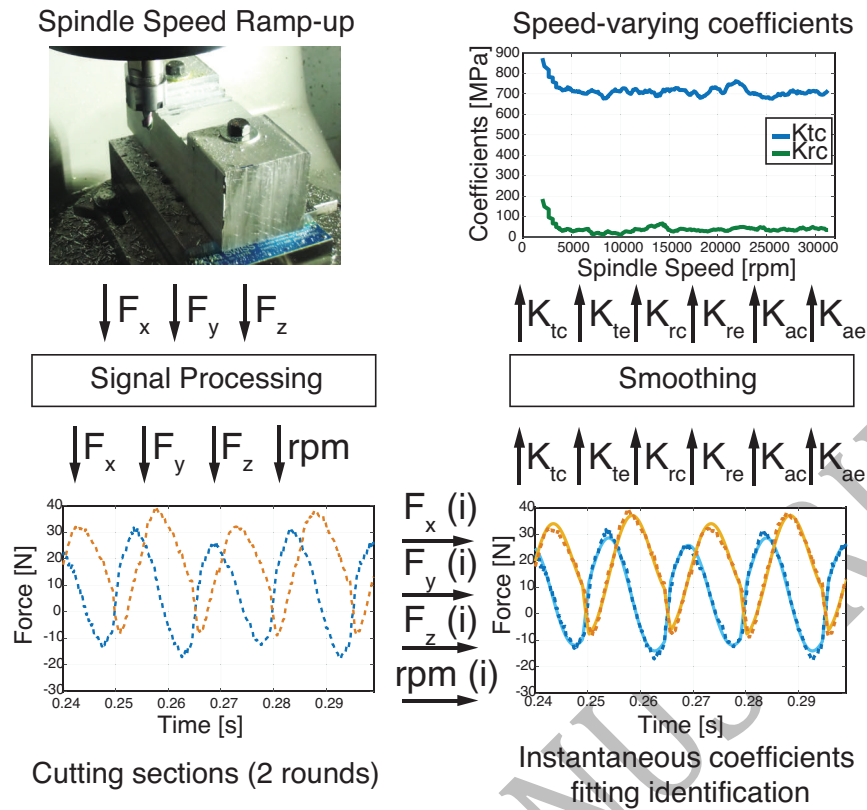 Spindle Speed Ramp-up
Speed-varying coefficients
Coefficients [MPa]
900
800
700
600
500
400
300
200
100
0
Ktc
Krc
0 5000 10000 15000 20000 25000 30000
Spindle Speed [rpm]
Fx Fy Fz
Ktc Kte Krc Kre Kac Kae
Signal Processing
Smoothing
Fx Fy Fz rpm
Ktc Kte Krc Kre Kac Kae
Force [N]
40
30
20
10
0
-10
-20
-30
0.24 0.25 0.26 0.27 0.28 0.29
Time [s]
Fx (i)
Fy (i)
Fz (i)
rpm (i)
Force [N]
40
30
20
10
0
-10
-20
-30
0.24 0.25 0.26 0.27 0.28 0.29
Time [s]
Cutting sections (2 rounds)
Instantaneous coefficients
fitting identification